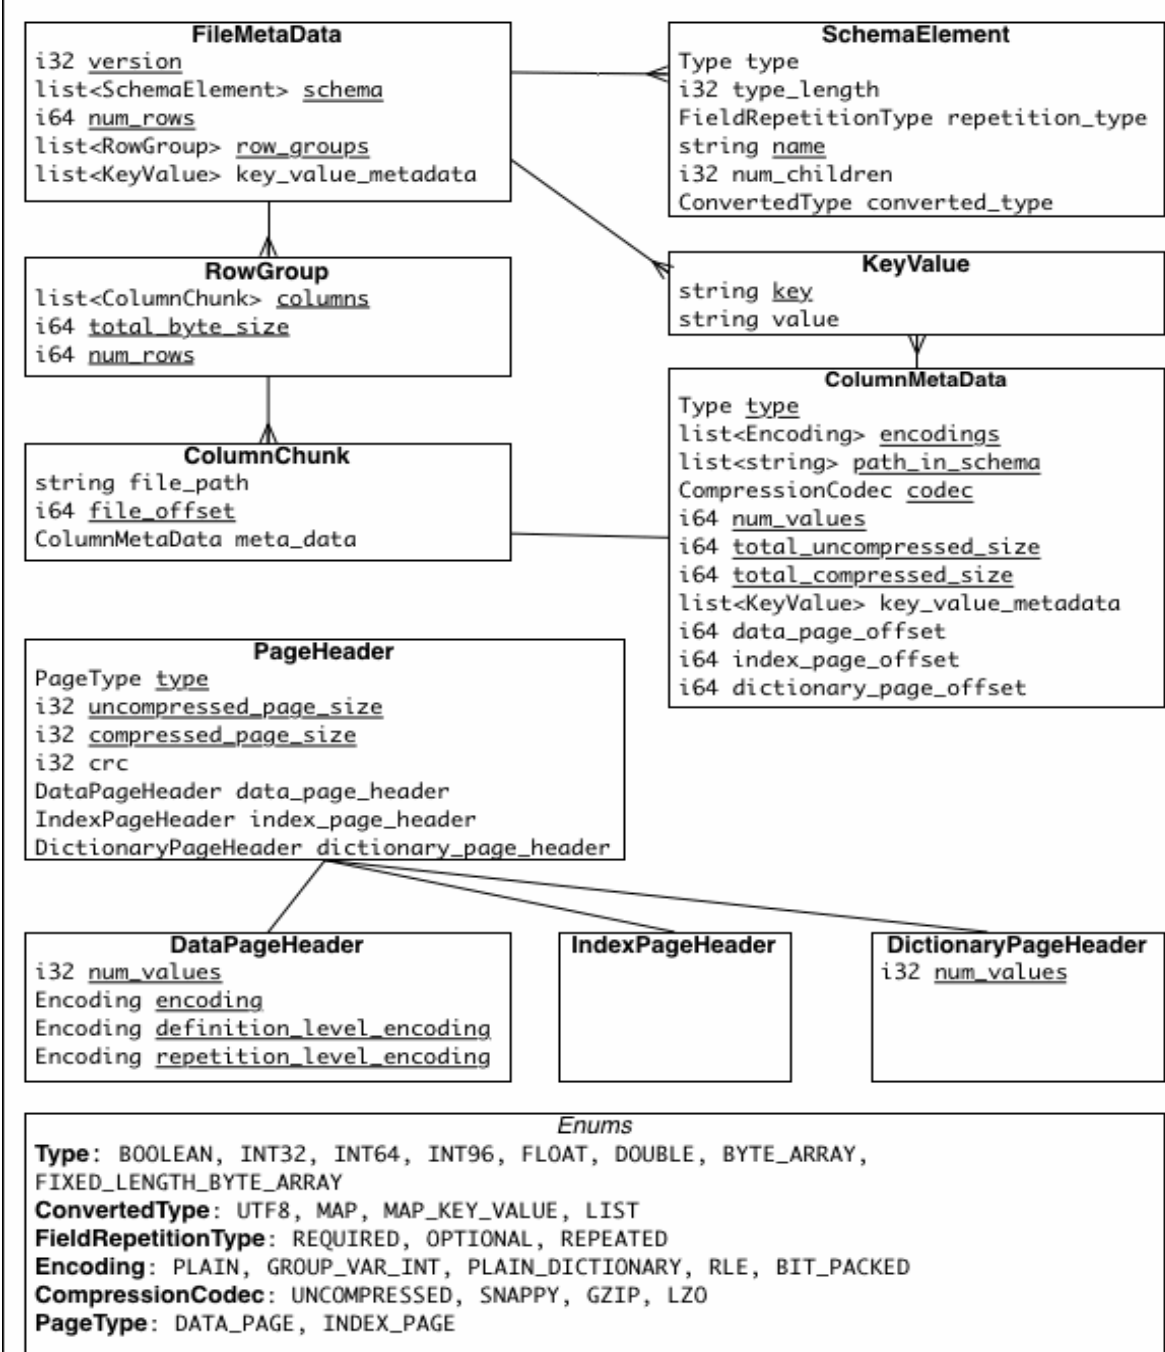 FileMetaData
i32 version
list<SchemaElement> schema
i64 num_rows
list<RowGroup> row_groups
list<KeyValue> key_value_metadata
SchemaElement
Type type
i32 type_length
FieldRepetitionType repetition_type
string name
i32 num_children
ConvertedType converted_type
RowGroup
list<ColumnChunk> columns
i64 total_byte_size
i64 num_rows
KeyValue
string key
string value
ColumnChunk
string file_path
i64 file_offset
ColumnMetaData meta_data
ColumnMetaData
Type type
list<Encoding> encodings
list<string> path_in_schema
CompressionCodec codec
i64 num_values
i64 total_uncompressed_size
i64 total_compressed_size
list<KeyValue> key_value_metadata
i64 data_page_offset
i64 index_page_offset
i64 dictionary_page_offset
PageHeader
PageType type
i32 uncompressed_page_size
i32 compressed_page_size
i32 crc
DataPageHeader data_page_header
IndexPageHeader index_page_header
DictionaryPageHeader dictionary_page_header
DataPageHeader
i32 num_values
Encoding encoding
Encoding definition_level_encoding
Encoding repetition_level_encoding
IndexPageHeader
DictionaryPageHeader
i32 num_values
Enums
Type: BOOLEAN, INT32, INT64, INT96, FLOAT, DOUBLE, BYTE_ARRAY,
FIXED_LENGTH_BYTE_ARRAY
ConvertedType: UTF8, MAP, MAP_KEY_VALUE, LIST
FieldRepetitionType: REQUIRED, OPTIONAL, REPEATED
Encoding: PLAIN, GROUP_VAR_INT, PLAIN_DICTIONARY, RLE, BIT_PACKED
CompressionCodec: UNCOMPRESSED, SNAPPY, GZIP, LZO
PageType: DATA_PAGE, INDEX_PAGE